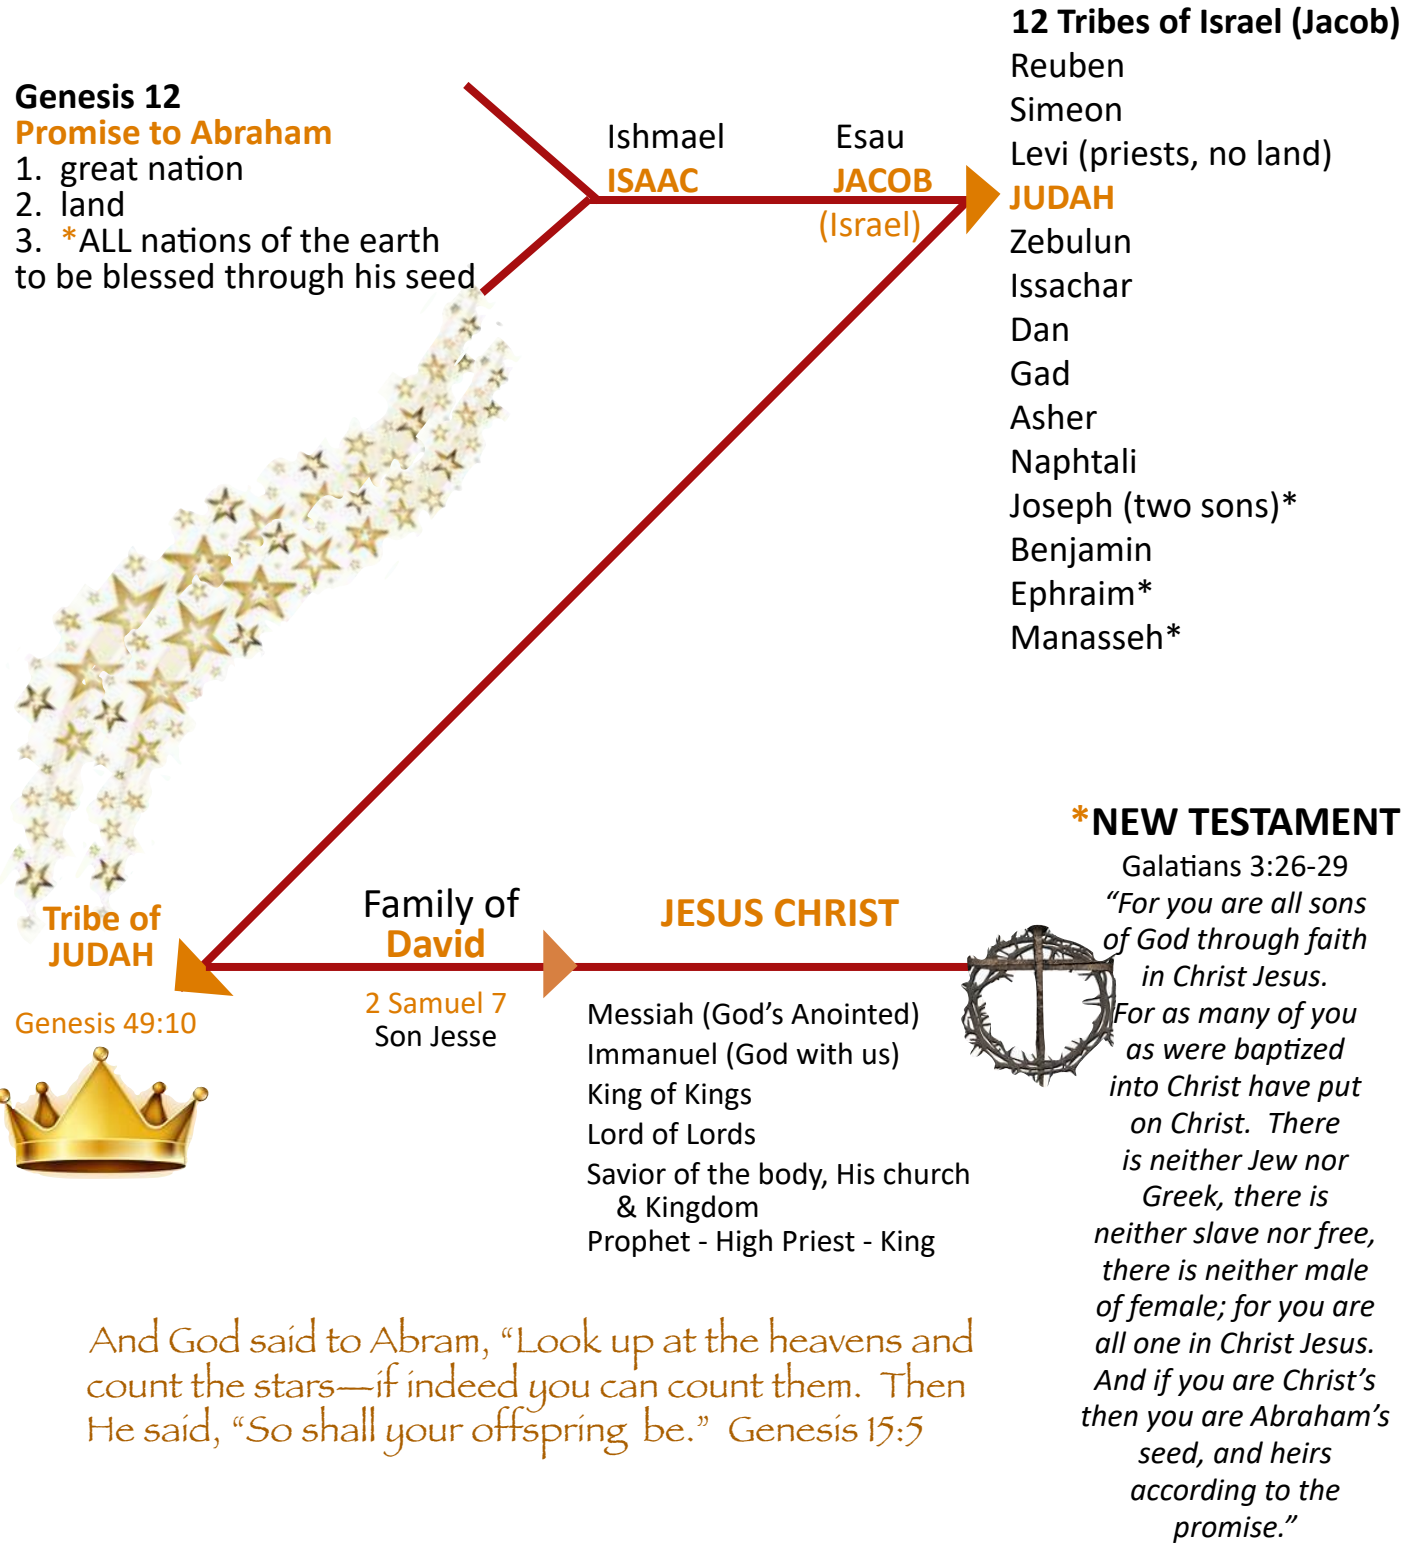 Genesis 12
Promise to Abraham
1. great nation
2. land
3. *ALL nations of the earth
to be blessed through his seed
Ishmael
ISAAC
Esau
JACOB
(Israel)
12 Tribes of Israel (Jacob)
Reuben
Simeon
Levi (priests, no land)
JUDAH
Zebulun
Issachar
Dan
Gad
Asher
Naphtali
Joseph (two sons)*
Benjamin
Ephraim*
Manasseh*
Tribe of
JUDAH
Genesis 49:10
Family of
David
2 Samuel 7
Son Jesse
JESUS CHRIST
Messiah (God’s Anointed)
Immanuel (God with us)
King of Kings
Lord of Lords
Savior of the body, His church
& Kingdom
Prophet - High Priest - King
*NEW TESTAMENT
Galatians 3:26-29
“For you are all sons
of God through faith
in Christ Jesus.
For as many of you
as were baptized
into Christ have put
on Christ. There
is neither Jew nor
Greek, there is
neither slave nor free,
there is neither male
of female; for you are
all one in Christ Jesus.
And if you are Christ’s
then you are Abraham’s
seed, and heirs
according to the
promise.”
And God said to Abram, “Look up at the heavens and
count the stars—if indeed you can count them. Then
He said, “So shall your offspring be.” Genesis 15:5